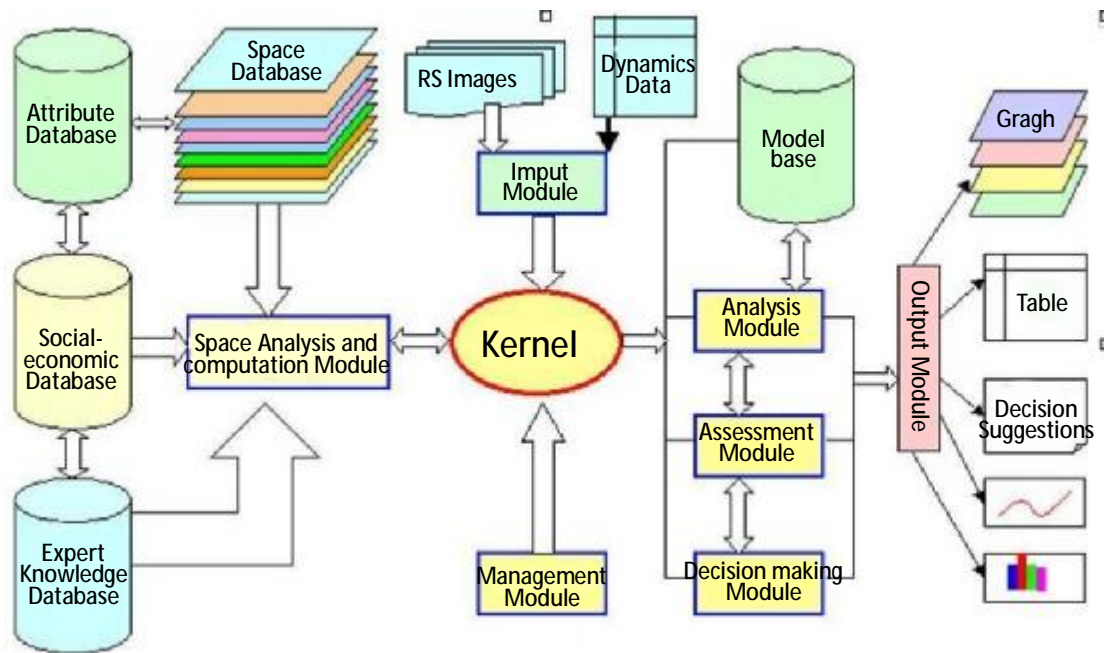 Attribute
Database
Space
Database
RS Images
Dynamics
Data
Imput
Module
Model
base
Gragh
Social-
economic
Database
Space Analysis and
computation Module
Kernel
Analysis
Module
Output Module
Table
Assessment
Module
Decision
Suggestions
Expert
Knowledge
Database
Management
Module
Decision making
Module